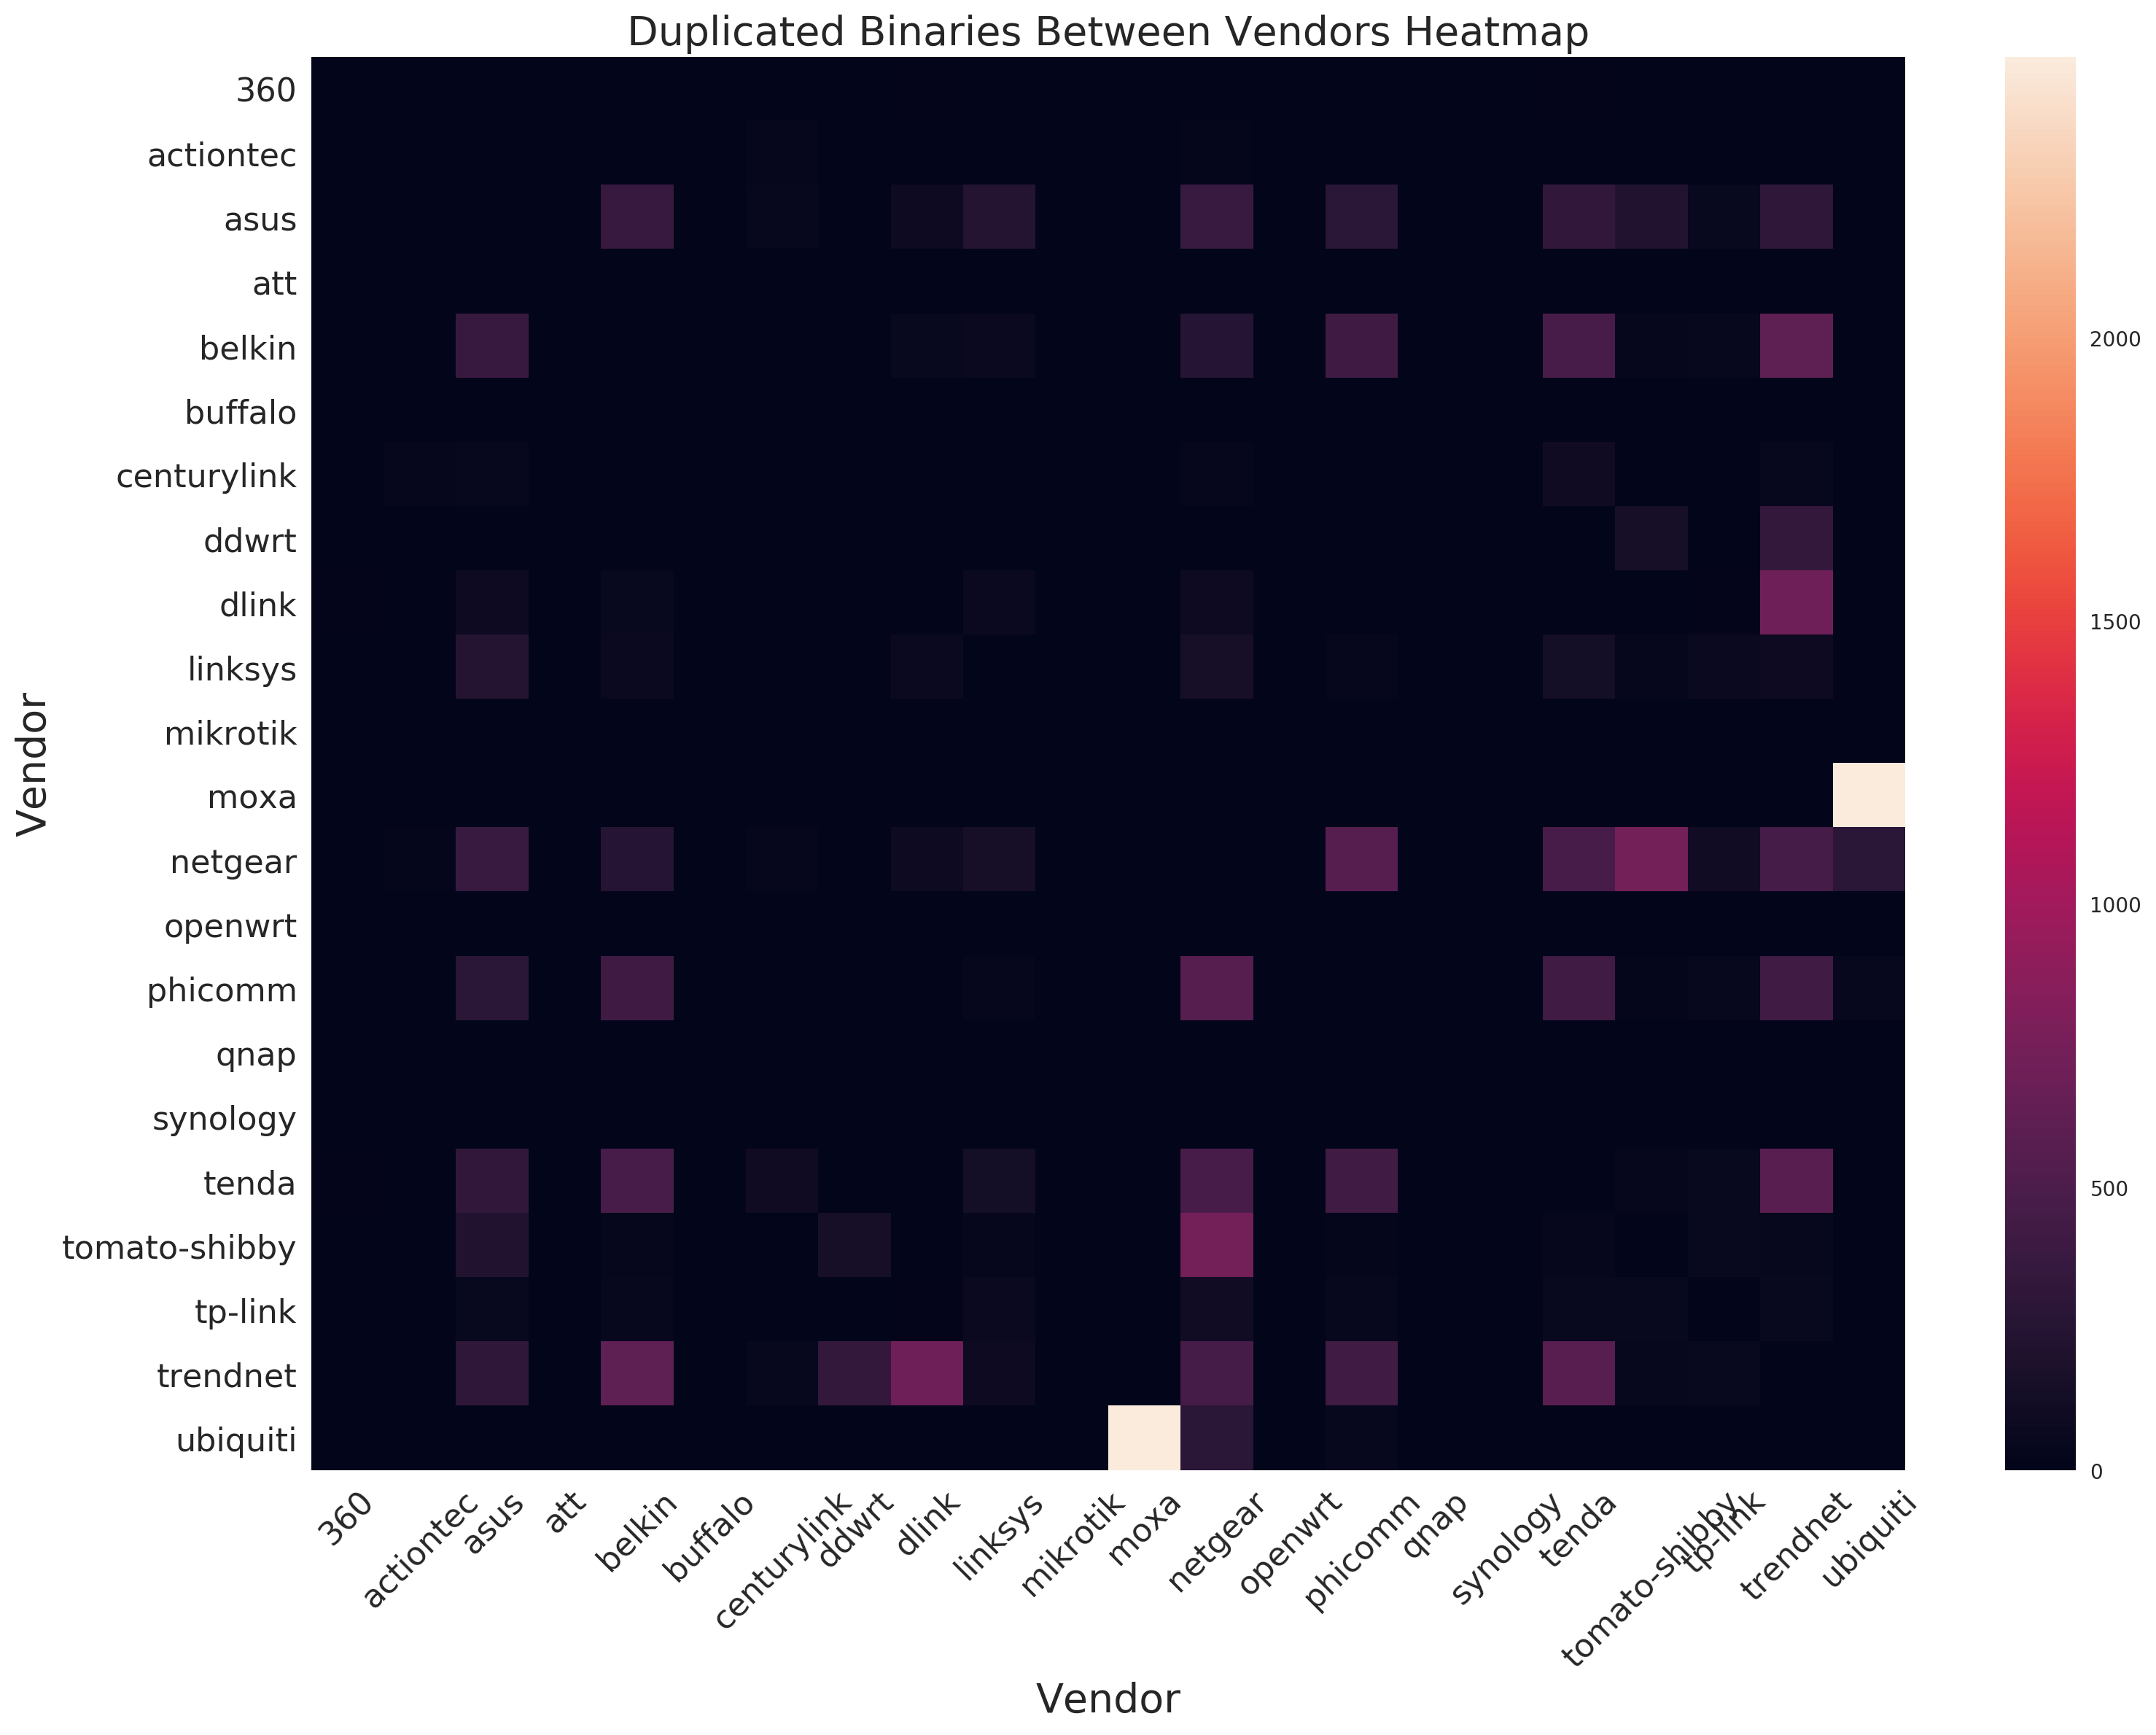 Duplicated Binaries Between Vendors Heatmap
360
actiontec
asus
att
belkin
buffalo
centurylink
ddwrt
dlink
linksys
mikrotik
moxa
netgear
openwrt
phicomm
qnap
synology
tenda
tomato-shibby
tp-link
trendnet
ubiquiti
Vendor
360
actiontec
asus
att
belkin
buffalo
centurylink
ddwrt
dlink
linksys
mikrotik
moxa
netgear
openwrt
phicomm
qnap
synology
tenda
tomato-shibby
tp-link
trendnet
ubiquiti
Vendor
2000
1500
1000
500
0